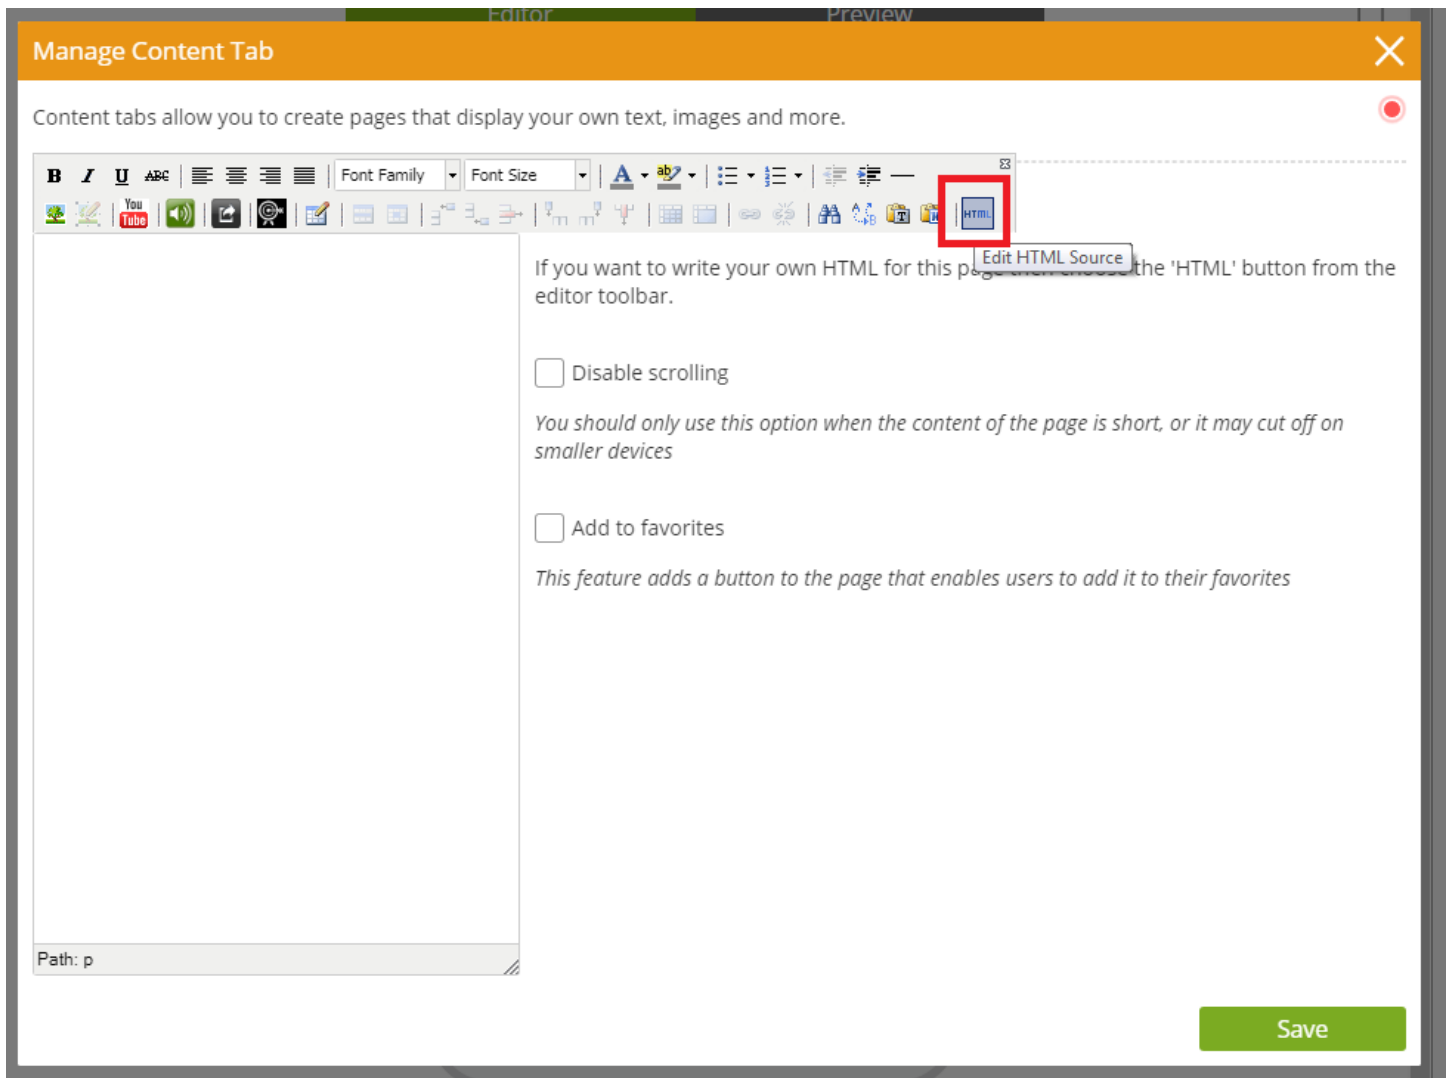 Editor Preview
Manage Content Tab
Content tabs allow you to create pages that display your own text, images and more.
B I U ABC Font Family Font Size A ab
You Tube HTML
Edit HTML Source
If you want to write your own HTML for this the 'HTML' button from the
editor toolbar.
Disable scrolling
You should only use this option when the content of the page is short, or it may cut off on
smaller devices
Add to favorites
This feature adds a button to the page that enables users to add it to their favorites
Path: p
Save